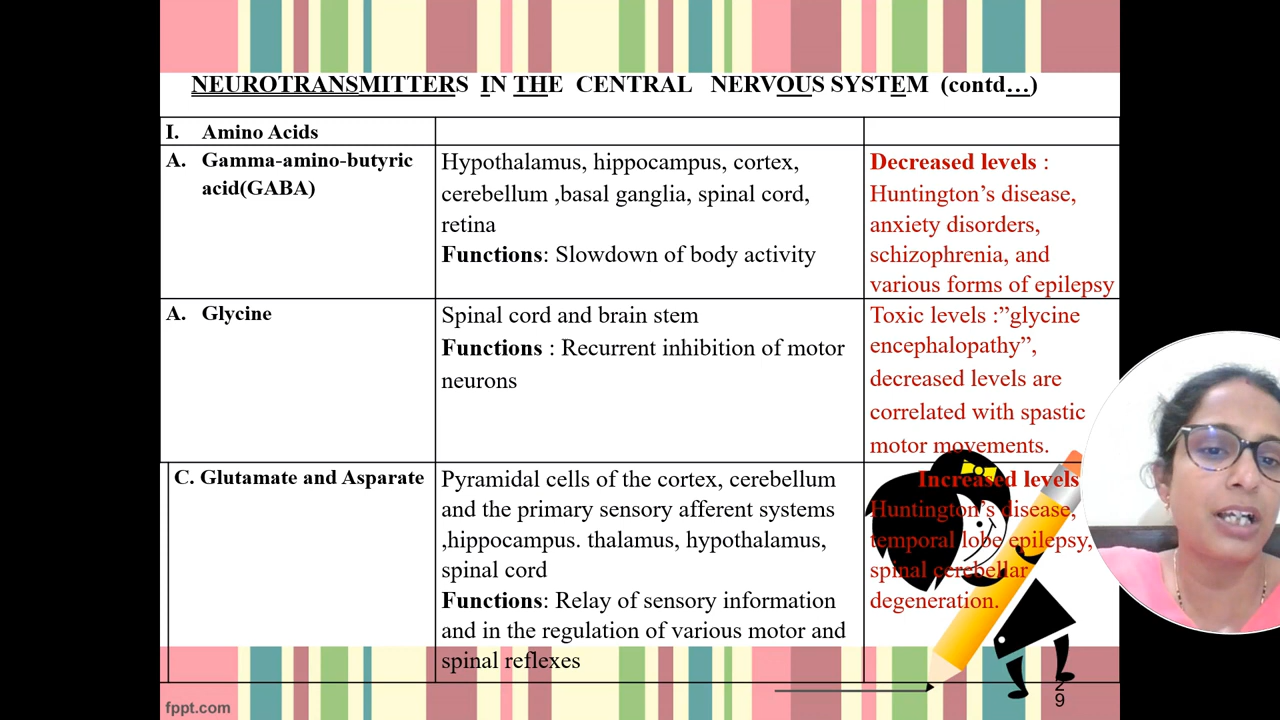 NEUROTRANSMITTERS IN THE CENTRAL NERVOUS SYSTEM (contd…)
I. Amino Acids
A. Gamma-amino-butyric
acid(GABA)
Hypothalamus, hippocampus, cortex,
cerebellum ,basal ganglia, spinal cord,
retina
Functions: Slowdown of body activity
Decreased levels :
Huntington’s disease,
anxiety disorders,
schizophrenia, and
various forms of epilepsy
A. Glycine
Spinal cord and brain stem
Functions : Recurrent inhibition of motor
neurons
Toxic levels :”glycine
encephalopathy”,
decreased levels are
correlated with spastic
motor movements.
C. Glutamate and Asparate
Pyramidal cells of the cortex, cerebellum
and the primary sensory afferent systems
,hippocampus. thalamus, hypothalamus,
spinal cord
Functions: Relay of sensory information
and in the regulation of various motor and
spinal reflexes
Increased levels
Huntington’s disease,
temporal lobe epilepsy,
spinal cerebellar
degeneration.
2
9
fppt.com